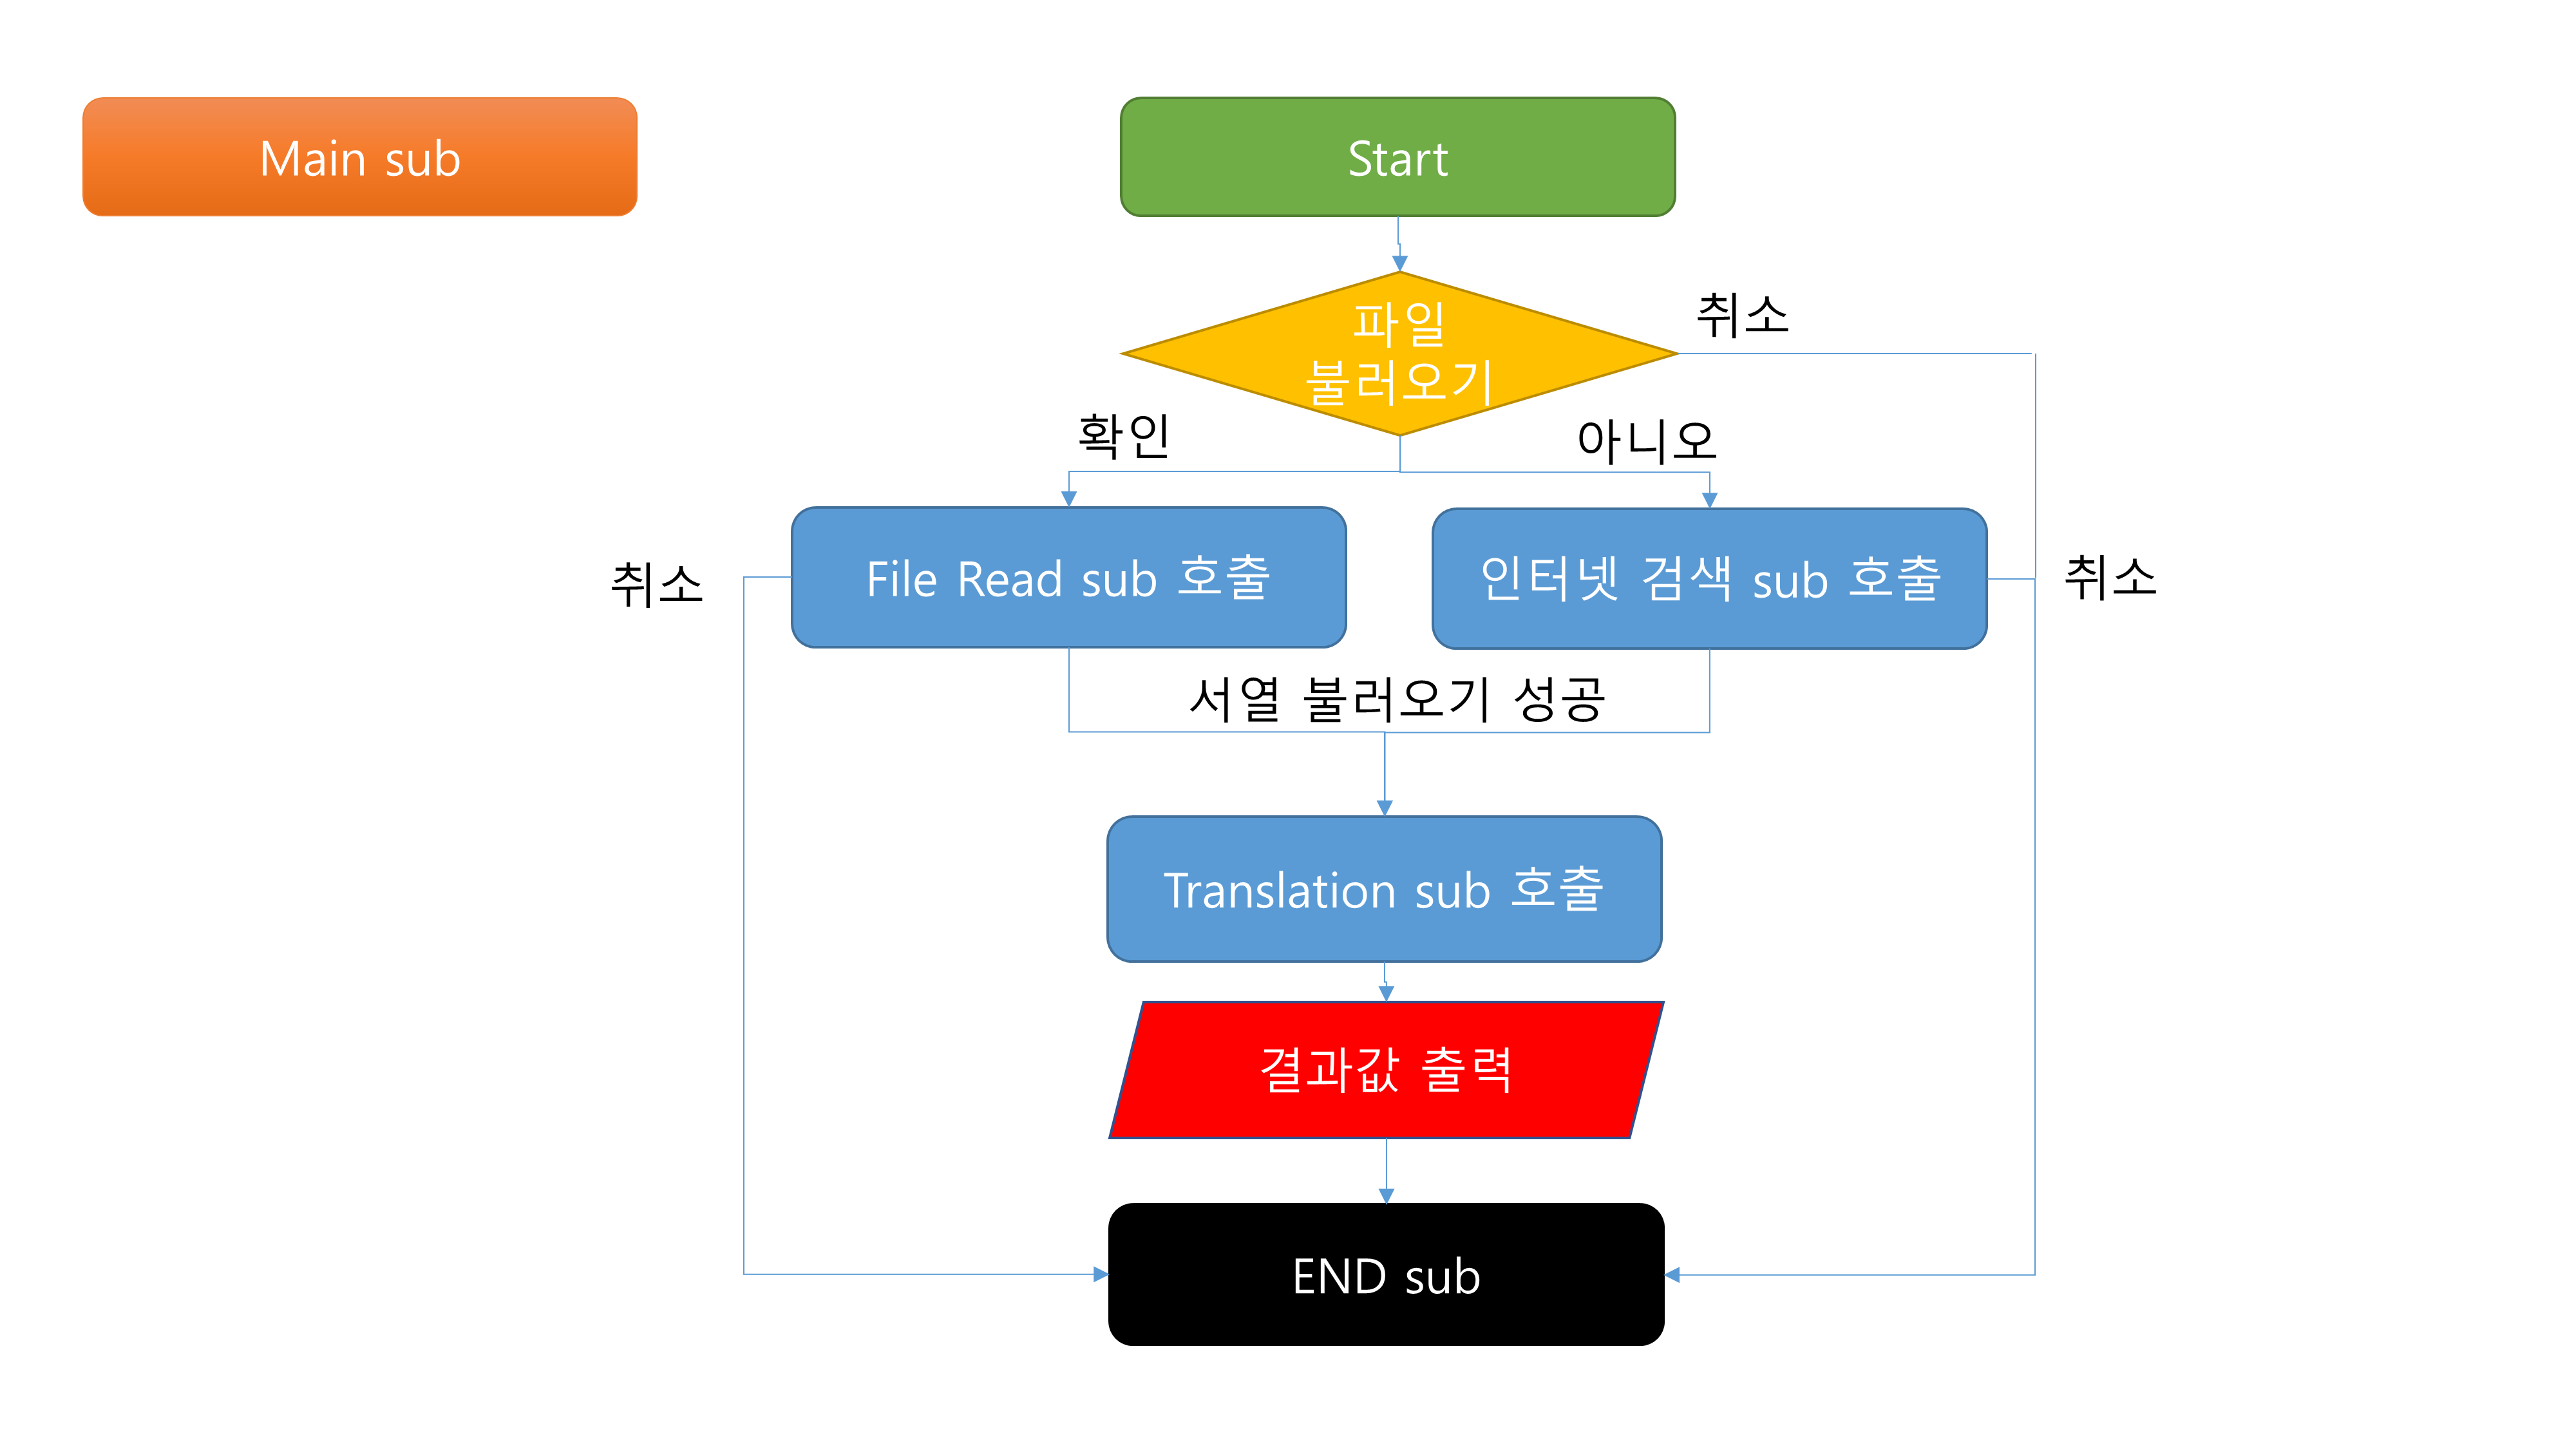 Main sub
Start
파일
불러오기
취소
확인
아니오
취소
File Read sub 호출
인터넷 검색 sub 호출
취소
서열 불러오기 성공
Translation sub 호출
결과값 출력
END sub